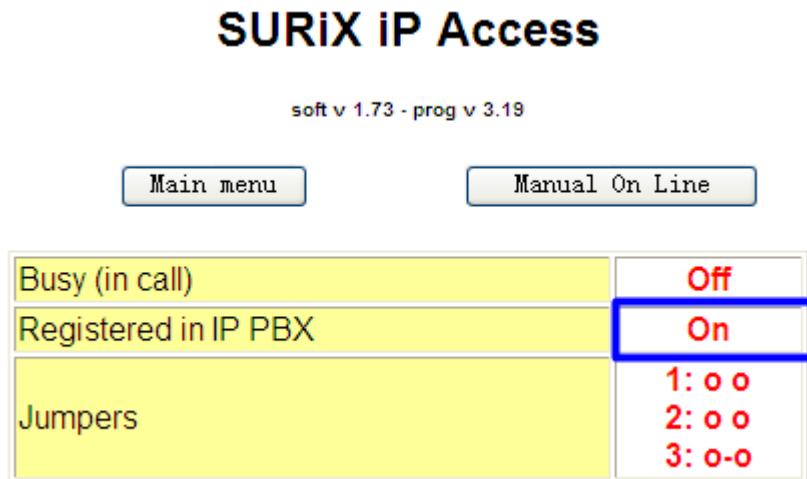 SURiX iP Access
soft v 1.73 - prog v 3.19
Main menu Manual On Line
Busy (in call) Off
Registered in IP PBX On
Jumpers 1: o o
2: o o
3: o-o